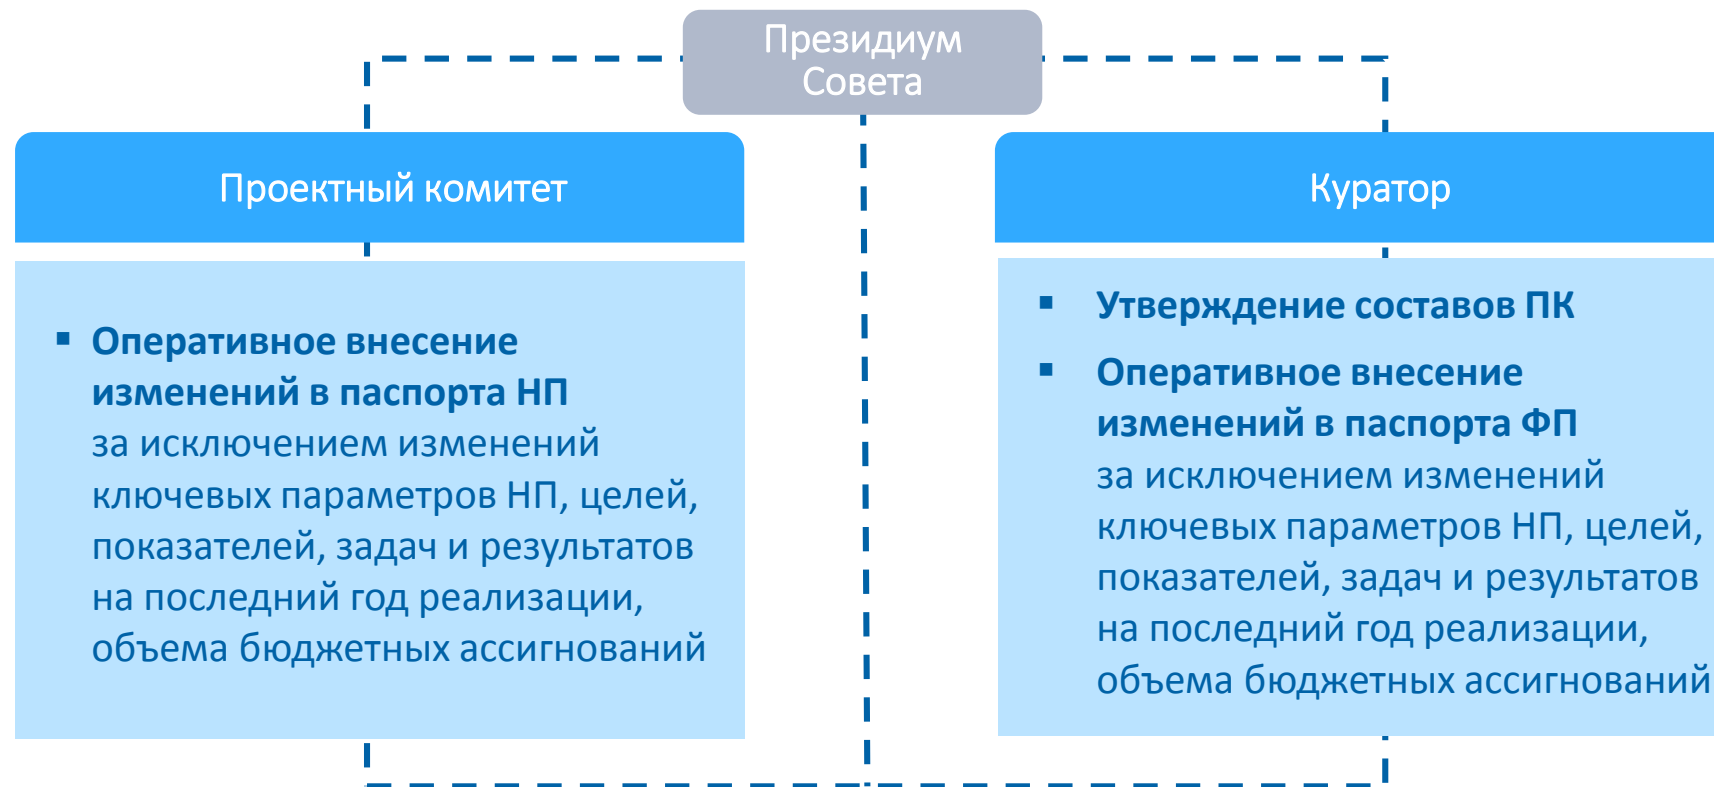 Президиум
Совета
Проектный комитет
▪ Оперативное внесение
изменений в паспорта НП
за исключением изменений
ключевых параметров НП, целей,
показателей, задач и результатов
на последний год реализации,
объема бюджетных ассигнований
Куратор
▪ Утверждение составов ПК
▪ Оперативное внесение
изменений в паспорта ФП
за исключением изменений
ключевых параметров НП, целей,
показателей, задач и результатов
на последний год реализации,
объема бюджетных ассигнований